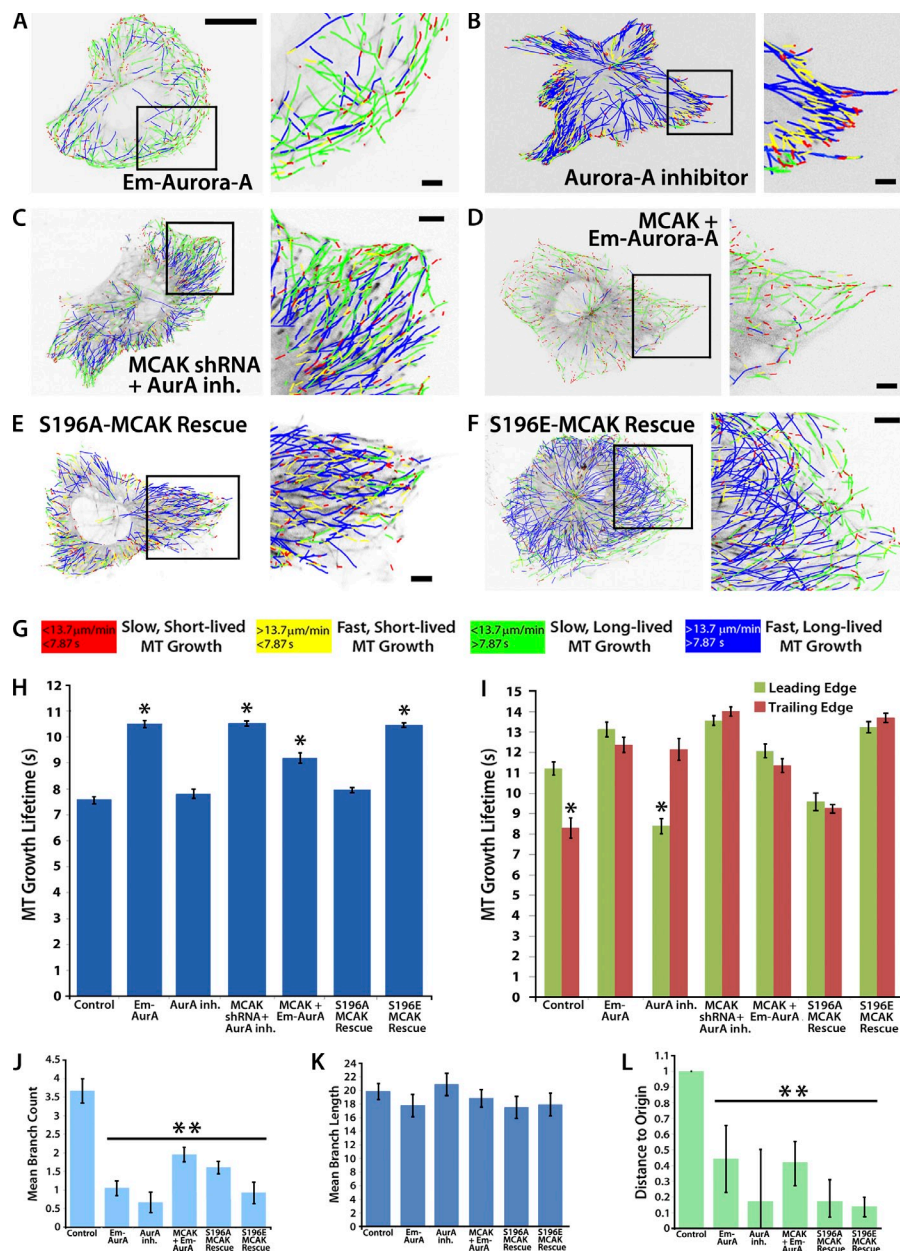 A
Em-Aurora-A
B
Aurora-A inhibitor
C
MCAK shRNA
+ AurA inh.
D
MCAK +
Em-Aurora-A
E
S196A-MCAK Rescue
F
S196E-MCAK Rescue
G
<13.7µm/min
<7.87 s
Slow, Short-lived
MT Growth
>13.7µm/min
<7.87s
Fast, Short-lived
MT Growth
<13.7µm/min
>7.87s
Slow, Long-lived
MT Growth
>13.7µm/min
>7.87 s
Fast, Long-lived
MT Growth
H
MT Growth Lifetime (s)
12
11
10
9
8
7
6
5
4
3
2
1
0
*
*
*
*
Control
Em-
AurA
AurA inh.
MCAK
shRNA+
AurA inh.
MCAK +
Em-AurA
S196A
MCAK
Rescue
S196E
MCAK
Rescue
I
Leading Edge
Trailing Edge
MT Growth Lifetime (s)
15
14
13
12
11
10
9
8
7
6
5
4
3
2
1
0
*
*
Control
Em-
AurA
AurA inh.
MCAK
shRNA+
AurA inh.
MCAK +
Em-AurA
S196A
MCAK
Rescue
S196E
MCAK
Rescue
J
Mean Branch Count
4.5
4
3.5
3
2.5
2
1.5
1
0.5
0
**
Control
Em-
AurA
AurA
inh.
MCAK
+ Em-
AurA
S196A
MCAK
Rescue
S196E
MCAK
Rescue
K
Mean Branch Length
24
22
20
18
16
14
12
10
8
6
4
2
0
Control
Em-
AurA
AurA
inh.
MCAK
+ Em-
AurA
S196A
MCAK
Rescue
S196E
MCAK
Rescue
L
Distance to Origin
1.1
1
0.9
0.8
0.7
0.6
0.5
0.4
0.3
0.2
0.1
0
**
Control
Em-
AurA
AurA
inh.
MCAK
+ Em-
AurA
S196A
MCAK
Rescue
S196E
MCAK
Rescue